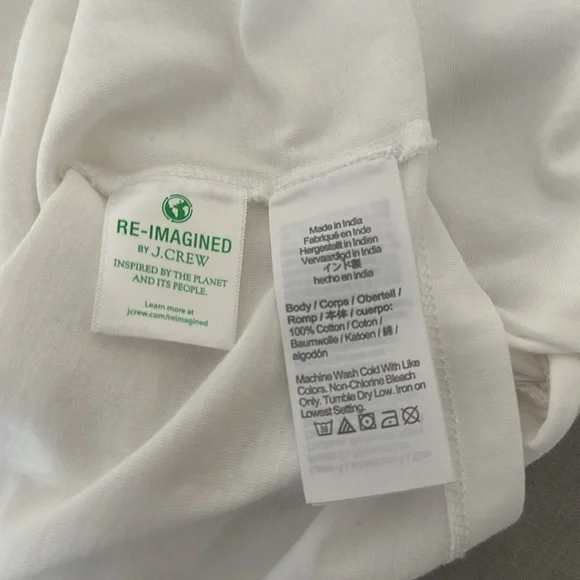 RE-IMAGINED
BY J.CREW
INSPIRED BY THE PLANET
AND ITS PEOPLE.
Learn more at
jcrew.com/reimagined
Made in India
Fabriqué en Inde
Hergestellt in Indien
Vervaardigd in India
インド製
hecho en india
Body / Corps / Obertell /
Romp / 本体 / cuerpo:
100% Cotton / Coton /
Baumwolle / Katoen / 綿 /
algodón
Machine Wash Cold With Like
Colors. Non-Chlorine Bleach
Only. Tumble Dry Low. Iron on
Lowest Setting.